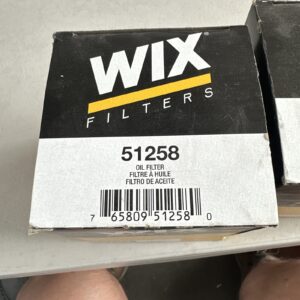 WIX
FILTERS
51258
OIL FILTER
FILTRE À HUILE
FILTRO DE ACEITE
7 65809 51258 0